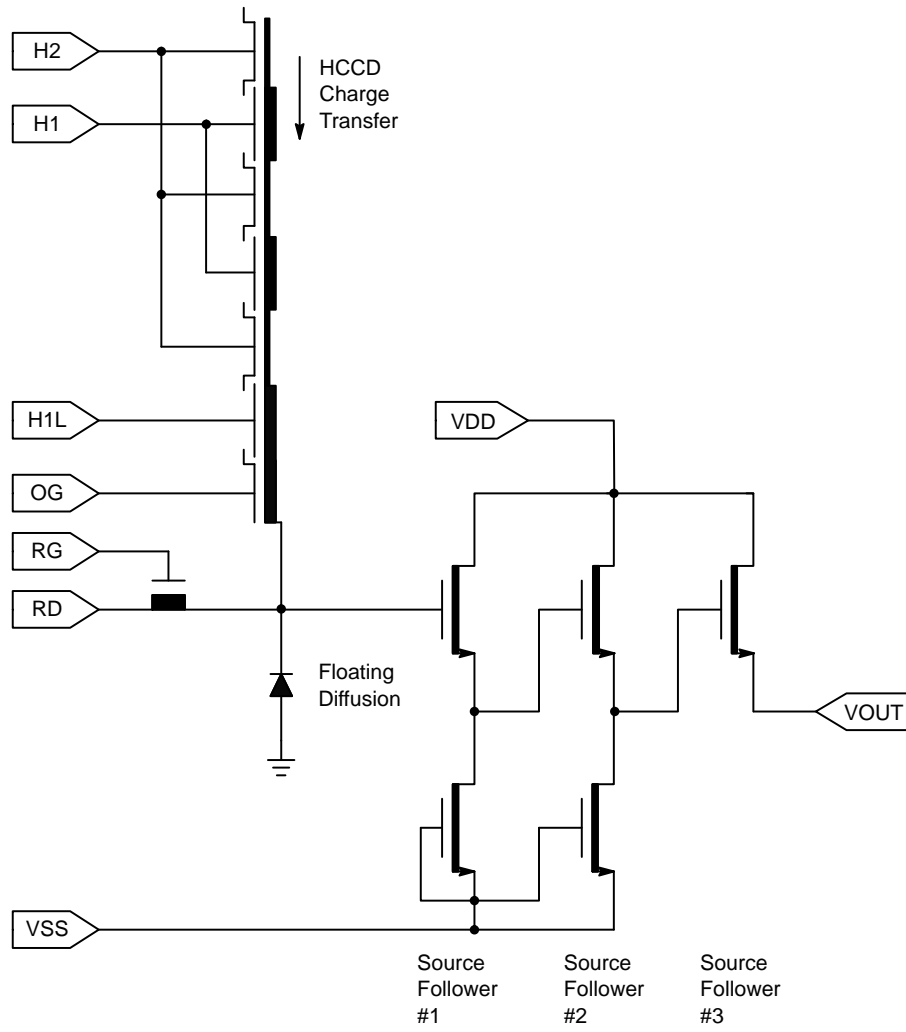 H2
HCCD
Charge
Transfer
H1
H1L
VDD
OG
RG
RD
Floating
Diffusion
VOUT
VSS
Source
Follower
#1
Source
Follower
#2
Source
Follower
#3